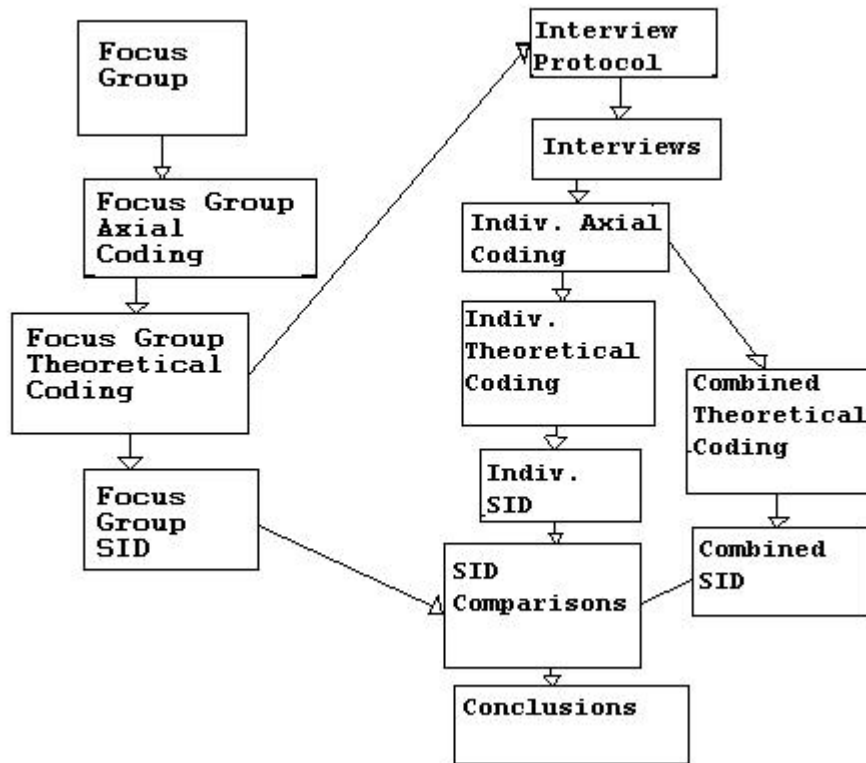 Focus
Group
Focus Group
Axial
Coding
Focus Group
Theoretical
Coding
Focus
Group
SID
Interview
Protocol
Interviews
Indiv. Axial
Coding
Indiv.
Theoretical
Coding
Indiv.
SID
SID
Comparisons
Conclusions
Combined
Theoretical
Coding
Combined
SID